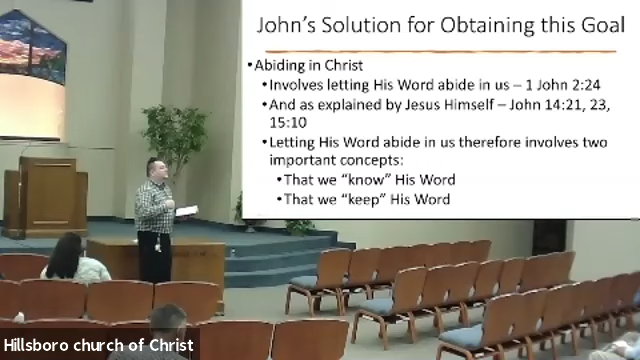 John’s Solution for Obtaining this Goal
•Abiding in Christ
•Involves letting His Word abide in us – 1 John 2:24
•And as explained by Jesus Himself – John 14:21, 23,
15:10
•Letting His Word abide in us therefore involves two
important concepts:
•That we “know” His Word
•That we “keep” His Word
Hillsboro church of Christ